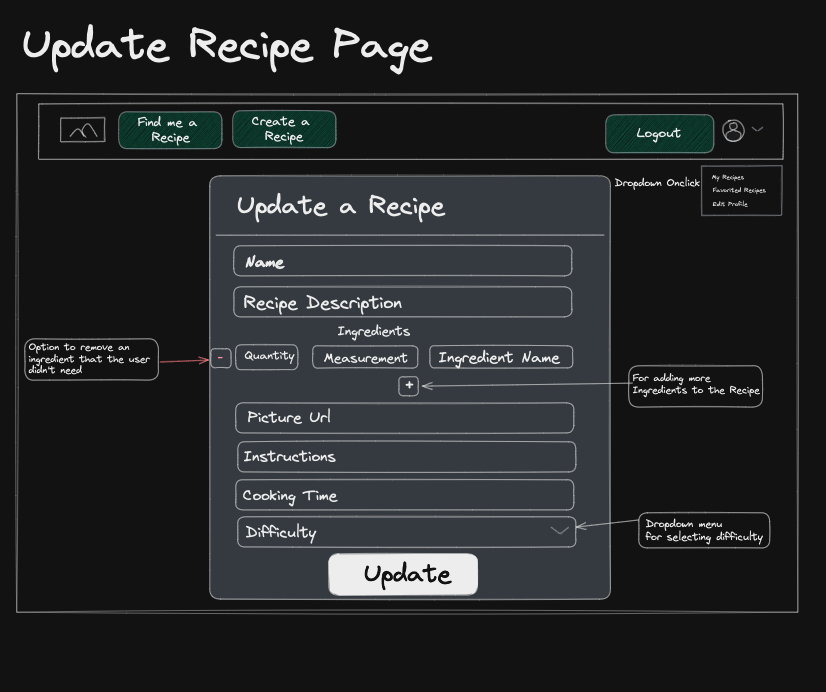 Update Recipe Page
Find me a
Recipe
Create a
Recipe
Logout
Dropdown Onclick
My Recipes
Favorited Recipes
Edit Profile
Update a Recipe
Name
Recipe Description
Ingredients
Option to remove an
ingredient that the user
didn't need
-
Quantity
Measurement
Ingredient Name
+
For adding more
Ingredients to the Recipe
Picture Url
Instructions
Cooking Time
Difficulty
Dropdown menu
for selecting difficulty
Update